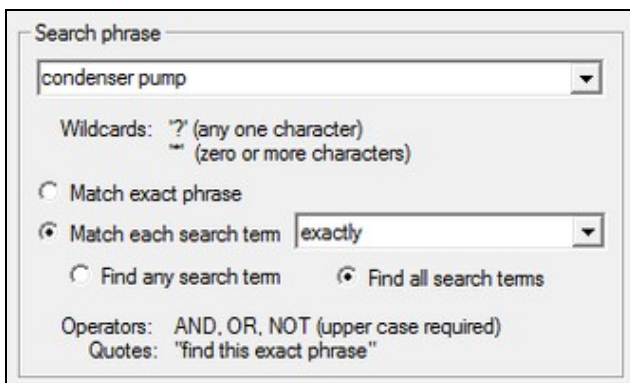 Search phrase
condenser pump
Wildcards: '?' (any one character)
'*' (zero or more characters)
Match exact phrase
Match each search term exactly
Find any search term Find all search terms
Operators: AND, OR, NOT (upper case required)
Quotes: "find this exact phrase"